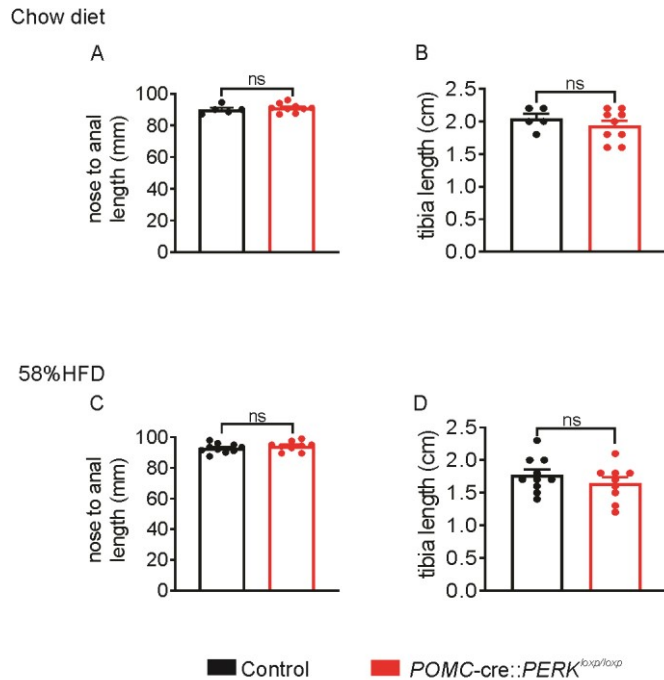 Chow diet
A
B
ns
ns
nose to anal
length (mm)
100
80
60
40
20
0
tibia length (cm)
2.5
2.0
1.5
1.0
0.5
0.0
58%HFD
C
D
ns
ns
nose to anal
length (mm)
100
80
60
40
20
0
tibia length (cm)
2.5
2.0
1.5
1.0
0.5
0.0
Control
POMC-cre::PERK^loxp/loxp